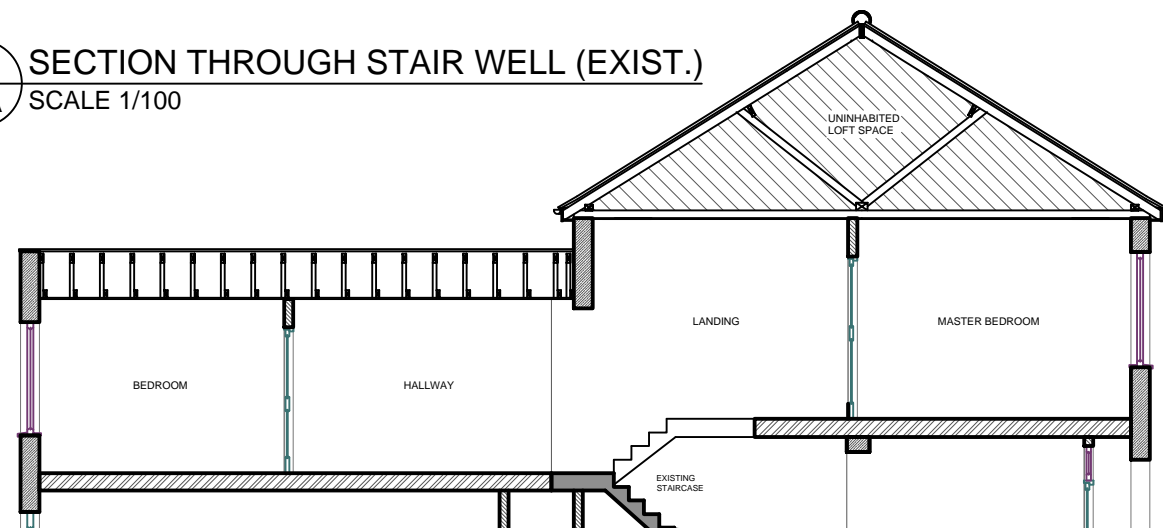 SECTION THROUGH STAIR WELL (EXIST.)
SCALE 1/100
UNINHABITED
LOFT SPACE
LANDING
MASTER BEDROOM
BEDROOM
HALLWAY
EXISTING
STAIRCASE